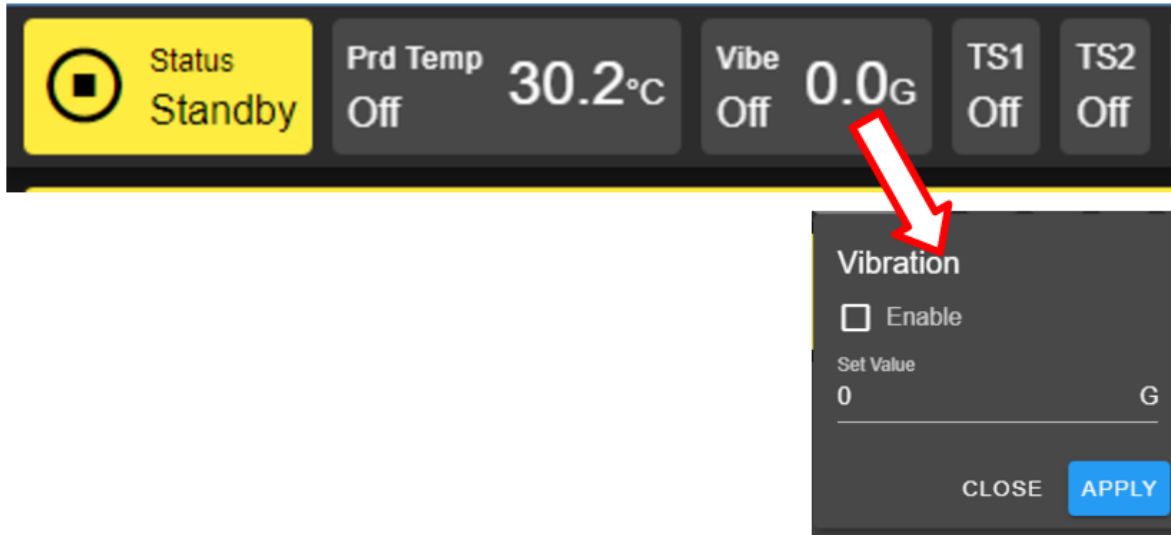 Status
Standby
Prd Temp
Off
30.2°C
Vibe
Off
0.0G
TS1
Off
TS2
Off
Vibration
Enable
Set Value
0 G
CLOSE APPLY